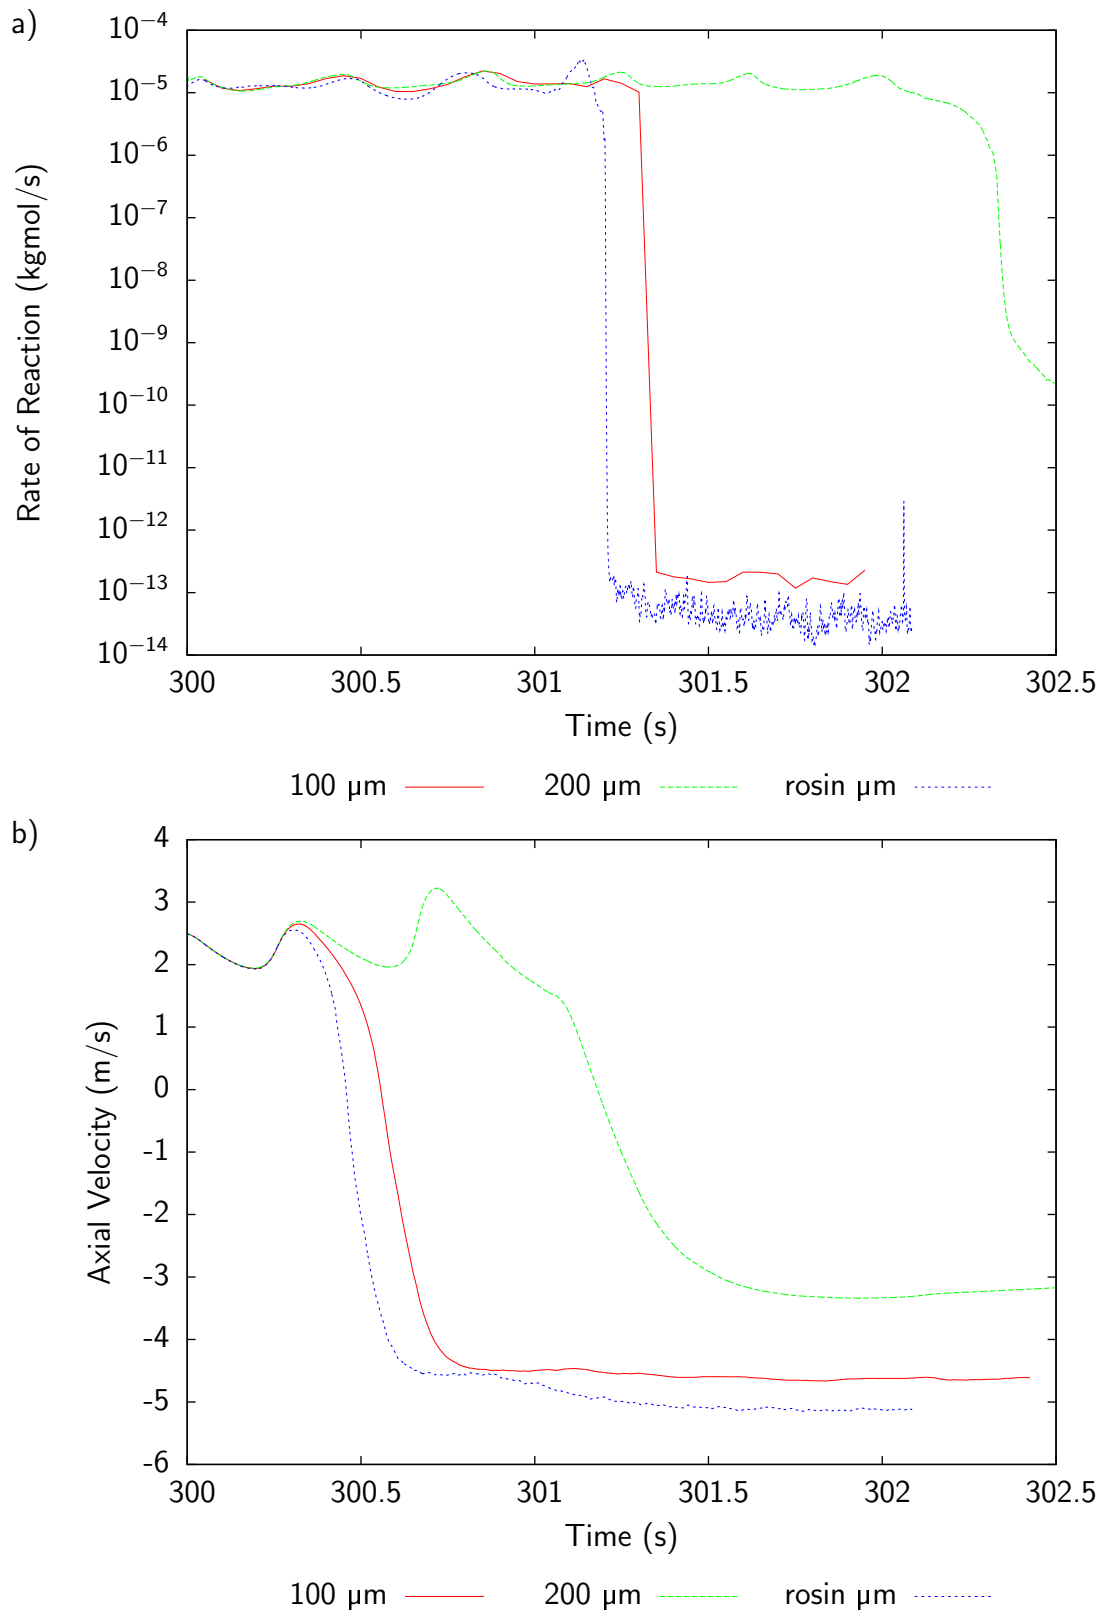 a)
10⁻⁴
10⁻⁵
10⁻⁶
10⁻⁷
10⁻⁸
10⁻⁹
10⁻¹⁰
10⁻¹¹
10⁻¹²
10⁻¹³
10⁻¹⁴
Rate of Reaction (kgmol/s)
300 300.5 301 301.5 302 302.5
Time (s)
100 µm 200 µm rosin µm
b)
4
3
2
1
0
-1
-2
-3
-4
-5
-6
Axial Velocity (m/s)
300 300.5 301 301.5 302 302.5
Time (s)
100 µm 200 µm rosin µm